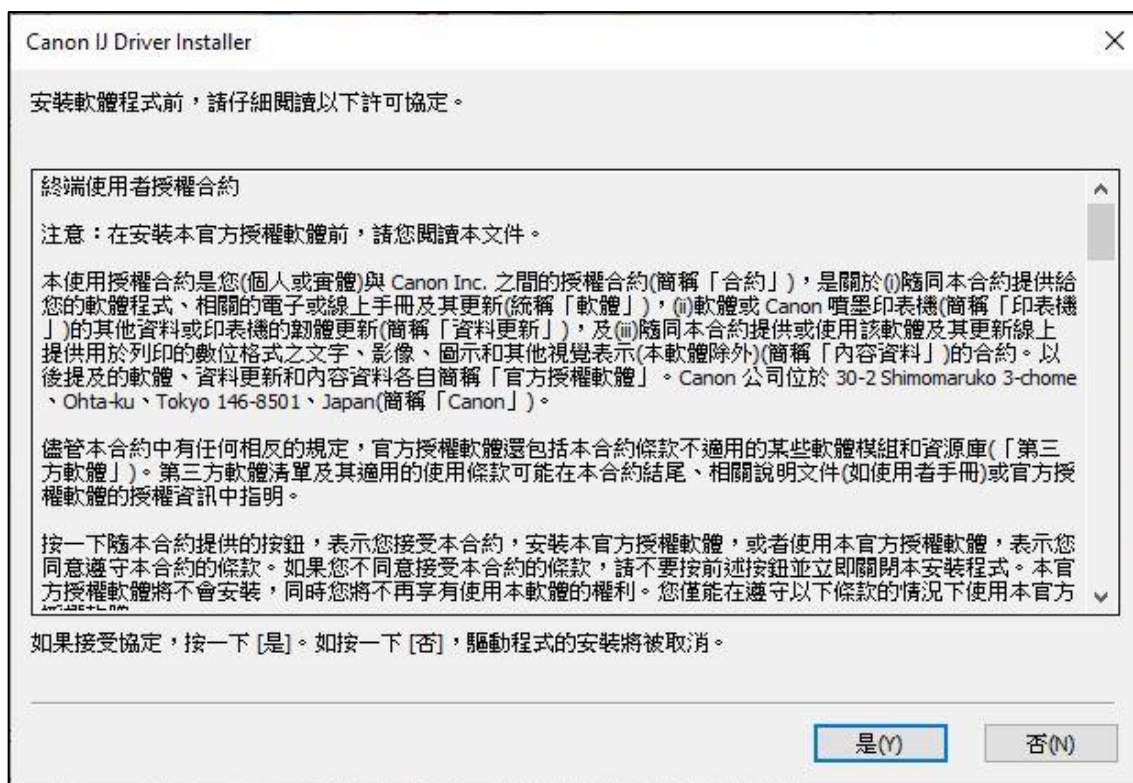 Canon IJ Driver Installer
安裝軟體程式前，請仔細閱讀以下許可協定。
終端使用者授權合約
注意：在安裝本官方授權軟體前，請您閱讀本文件。
本使用授權合約是您(個人或實體)與 Canon Inc. 之間的授權合約(簡稱「合約」)，是關於(i)隨同本合約提供給
您的軟體程式、相關的電子或線上手冊及其更新(統稱「軟體」)，(ii)軟體或 Canon 噴墨印表機(簡稱「印表機
」)的其他資料或印表機的韌體更新(簡稱「資料更新」)，及(iii)隨同本合約提供或使用該軟體及其更新線上
提供用於列印的數位格式之文字、影像、圖示和其他視覺表示(本軟體除外)(簡稱「內容資料」)的合約。以
後提及的軟體、資料更新和內容資料各自簡稱「官方授權軟體」。Canon 公司位於 30-2 Shimomaruko 3-chome
、Ohta-ku、Tokyo 146-8501、Japan(簡稱「Canon」)。
儘管本合約中有任何相反的規定，官方授權軟體還包括本合約條款不適用的某些軟體模組和資源庫(「第三
方軟體」)。第三方軟體清單及其適用的使用條款可能在本合約結尾、相關說明文件(如使用者手冊)或官方授
權軟體的授權資訊中指明。
按一下隨本合約提供的按鈕，表示您接受本合約，安裝本官方授權軟體，或者使用本官方授權軟體，表示您
同意遵守本合約的條款。如果您不同意接受本合約的條款，請不要按前述按鈕並立即關閉本安裝程式。本官
方授權軟體將不會安裝，同時您將不再享有使用本軟體的權利。您僅能在遵守以下條款的情況下使用本官方
如果接受協定，按一下 [是]。如按一下 [否]，驅動程式的安裝將被取消。
是(Y)
否(N)